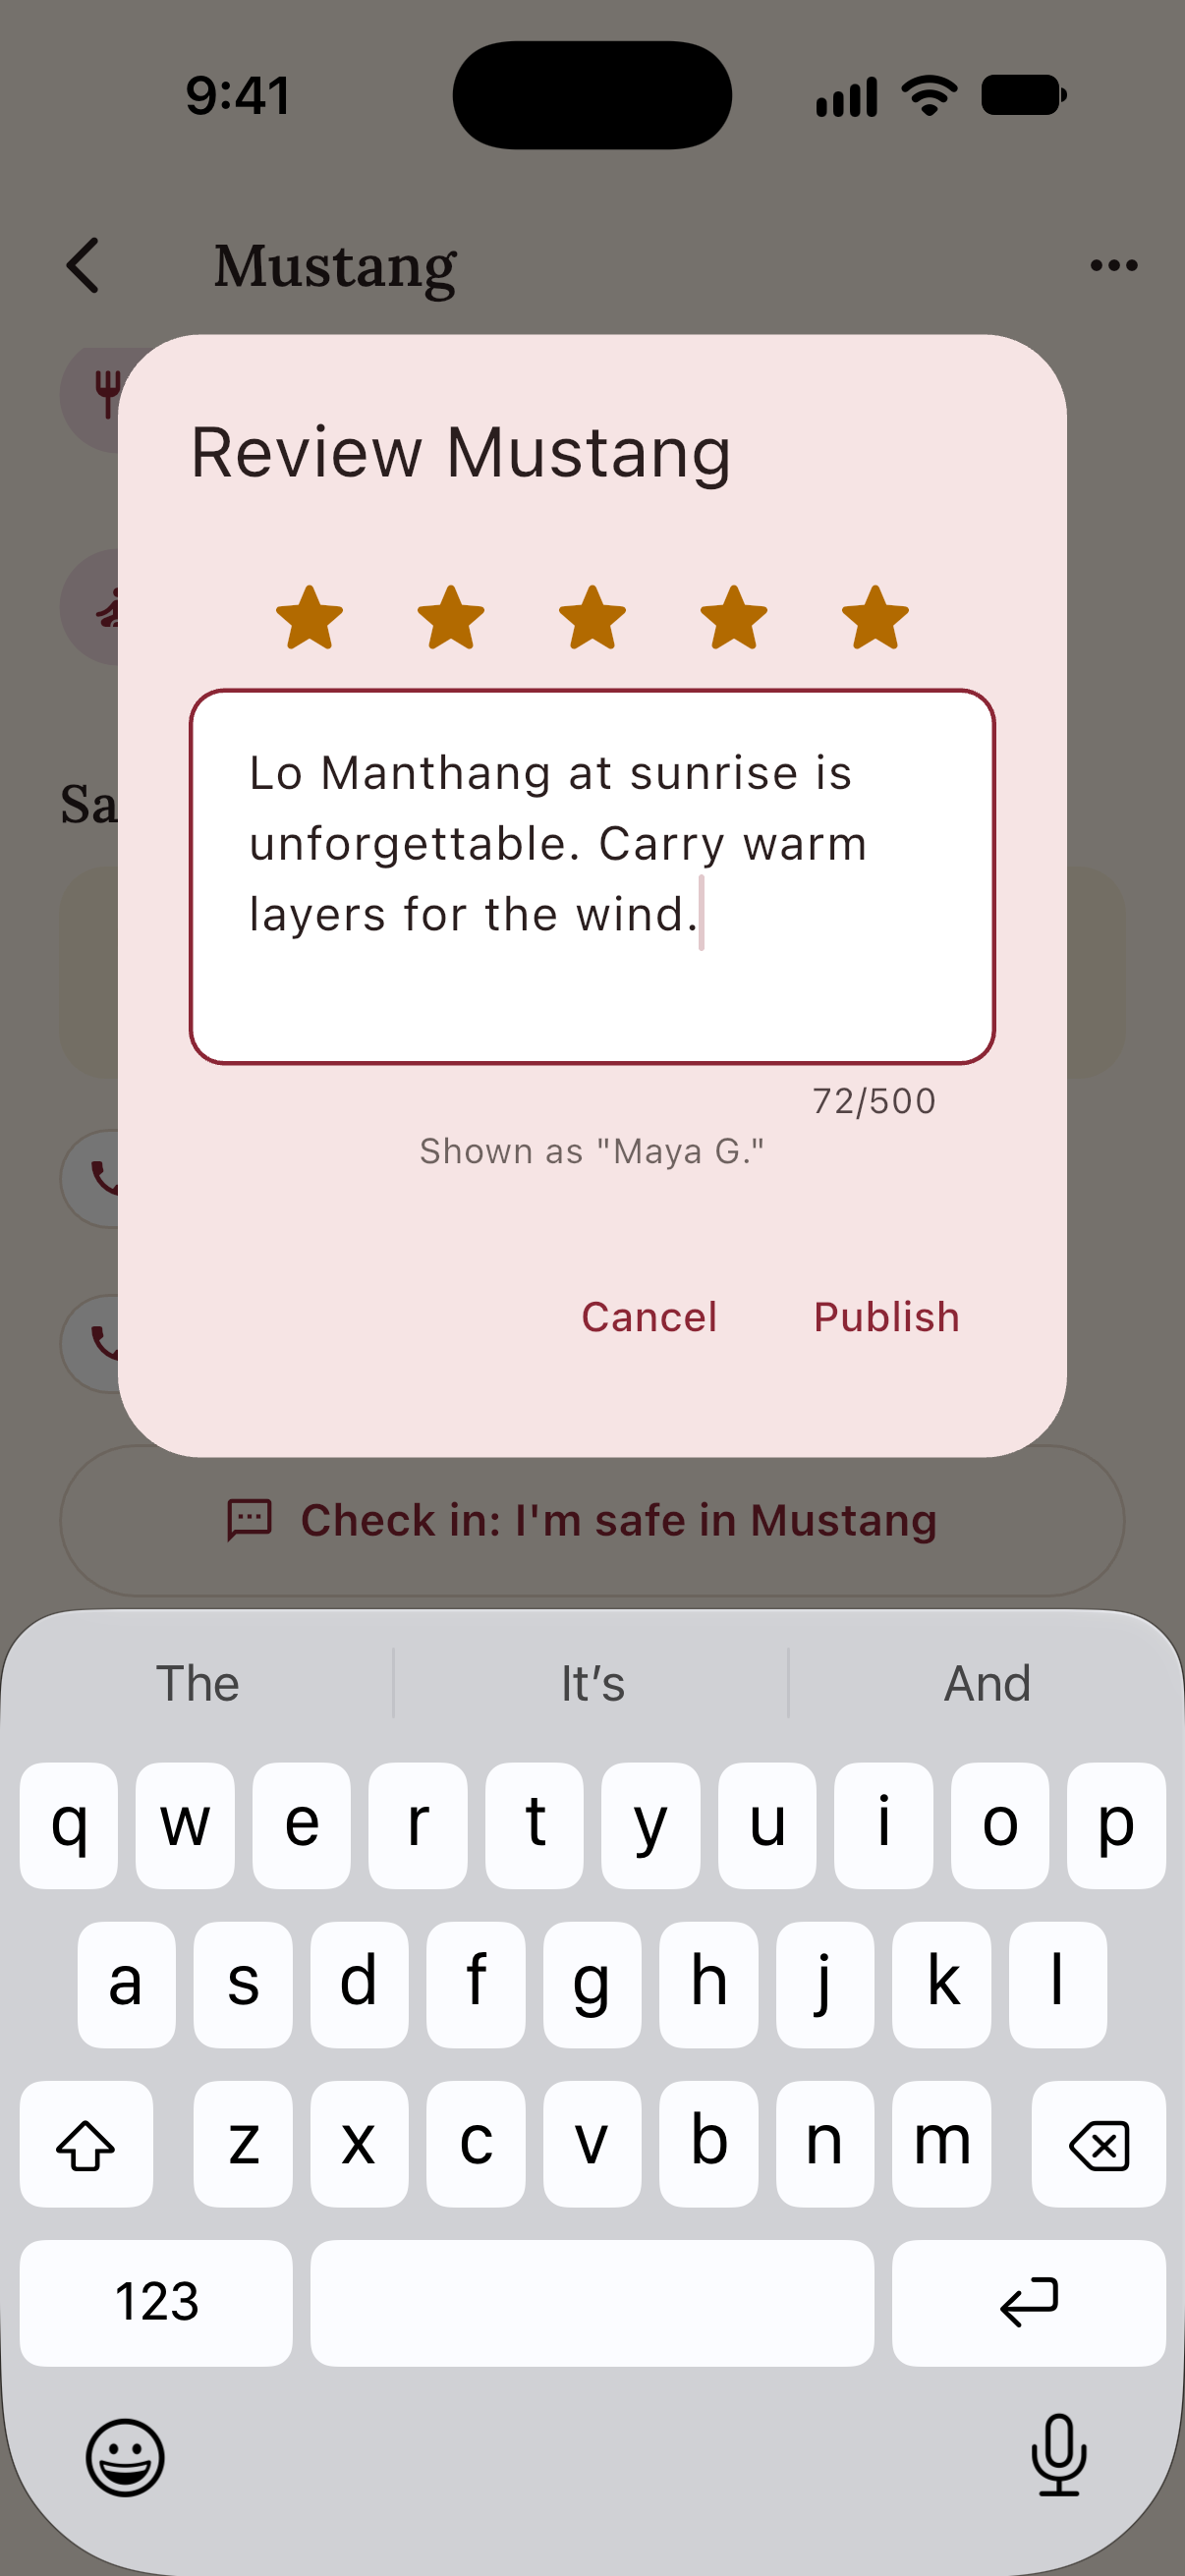 9:41
Mustang
Review Mustang
Lo Manthang at sunrise is
unforgettable. Carry warm
layers for the wind.
72/500
Shown as "Maya G."
Cancel Publish
Sa
Check in: I'm safe in Mustang
The It’s And
q w e r t y u i o p
a s d f g h j k l
z x c v b n m
123